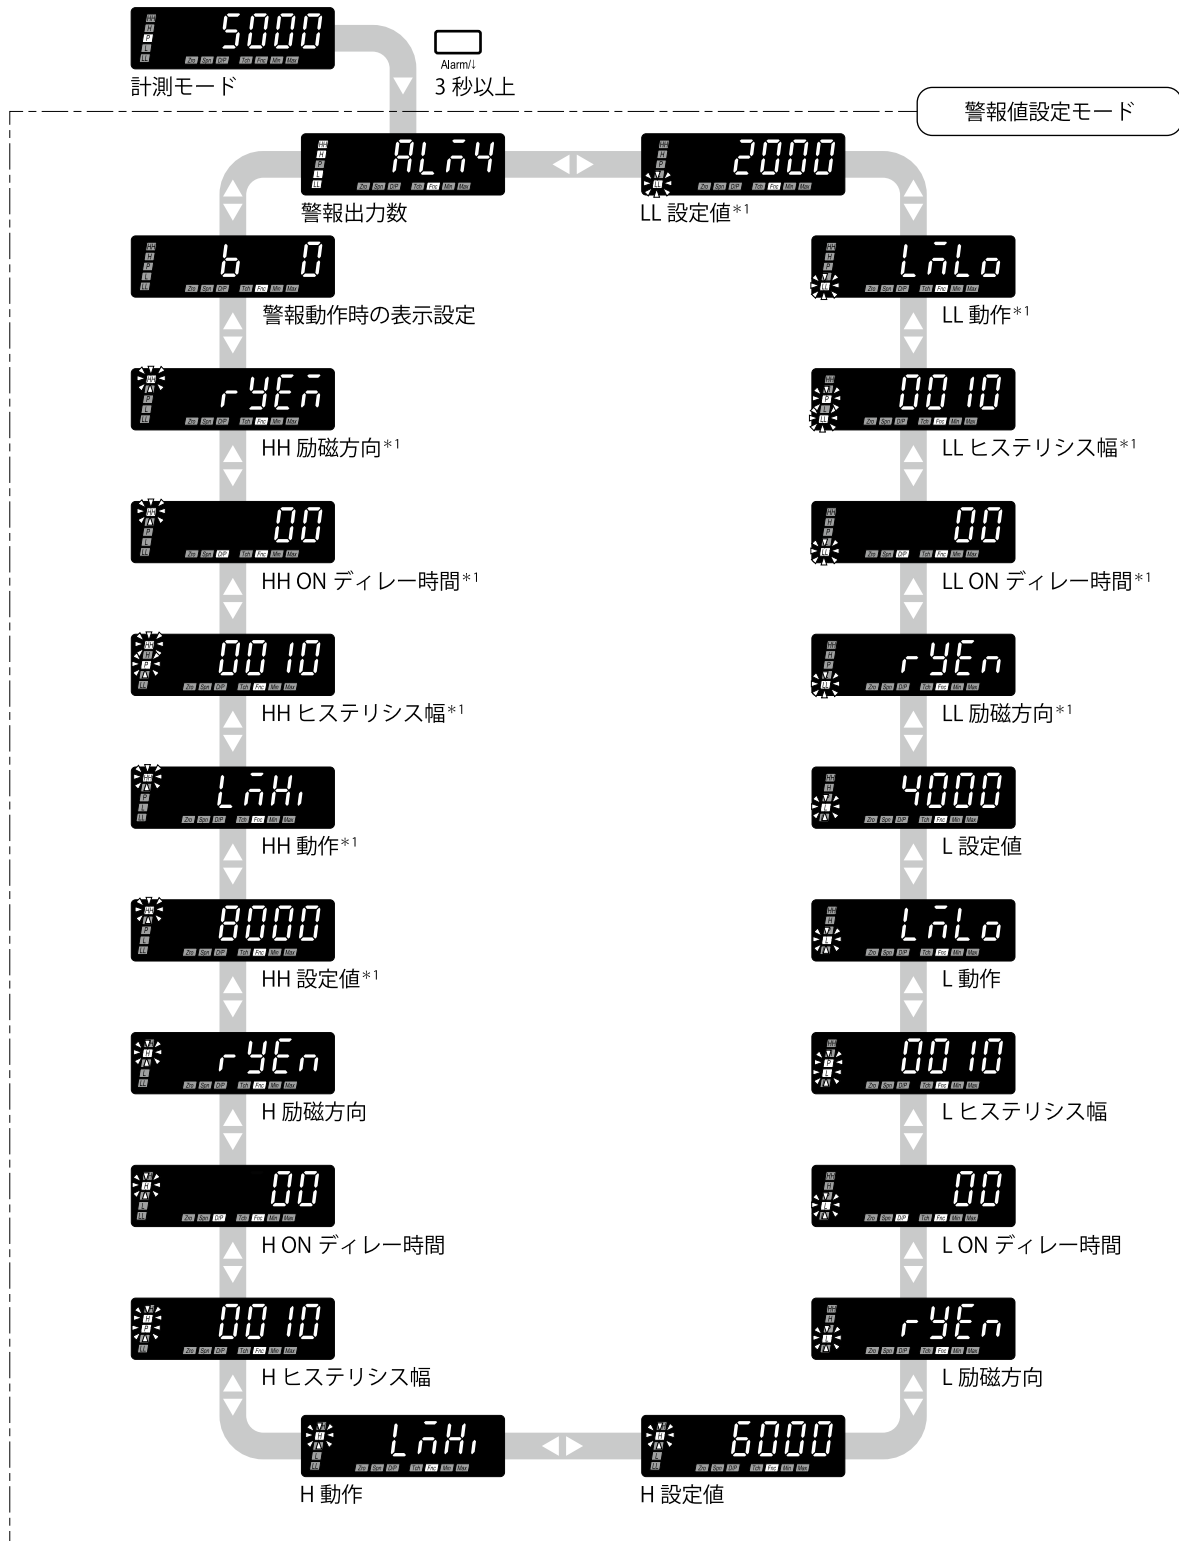 5000
計測モード
Alarm/↓
3 秒以上
警報値設定モード
ALM4
警報出力数
2000
LL 設定値*1
b 0
警報動作時の表示設定
LMLo
LL 動作*1
rYEM
HH 励磁方向*1
0010
LL ヒステリシス幅*1
00
HH ON ディレー時間*1
00
LL ON ディレー時間*1
0010
HH ヒステリシス幅*1
rYEn
LL 励磁方向*1
LMHi
HH 動作*1
4000
L 設定値
8000
HH 設定値*1
LMLo
L 動作
rYEn
H 励磁方向
0010
L ヒステリシス幅
00
H ON ディレー時間
00
L ON ディレー時間
0010
H ヒステリシス幅
rYEn
L 励磁方向
LMHi
H 動作
6000
H 設定値